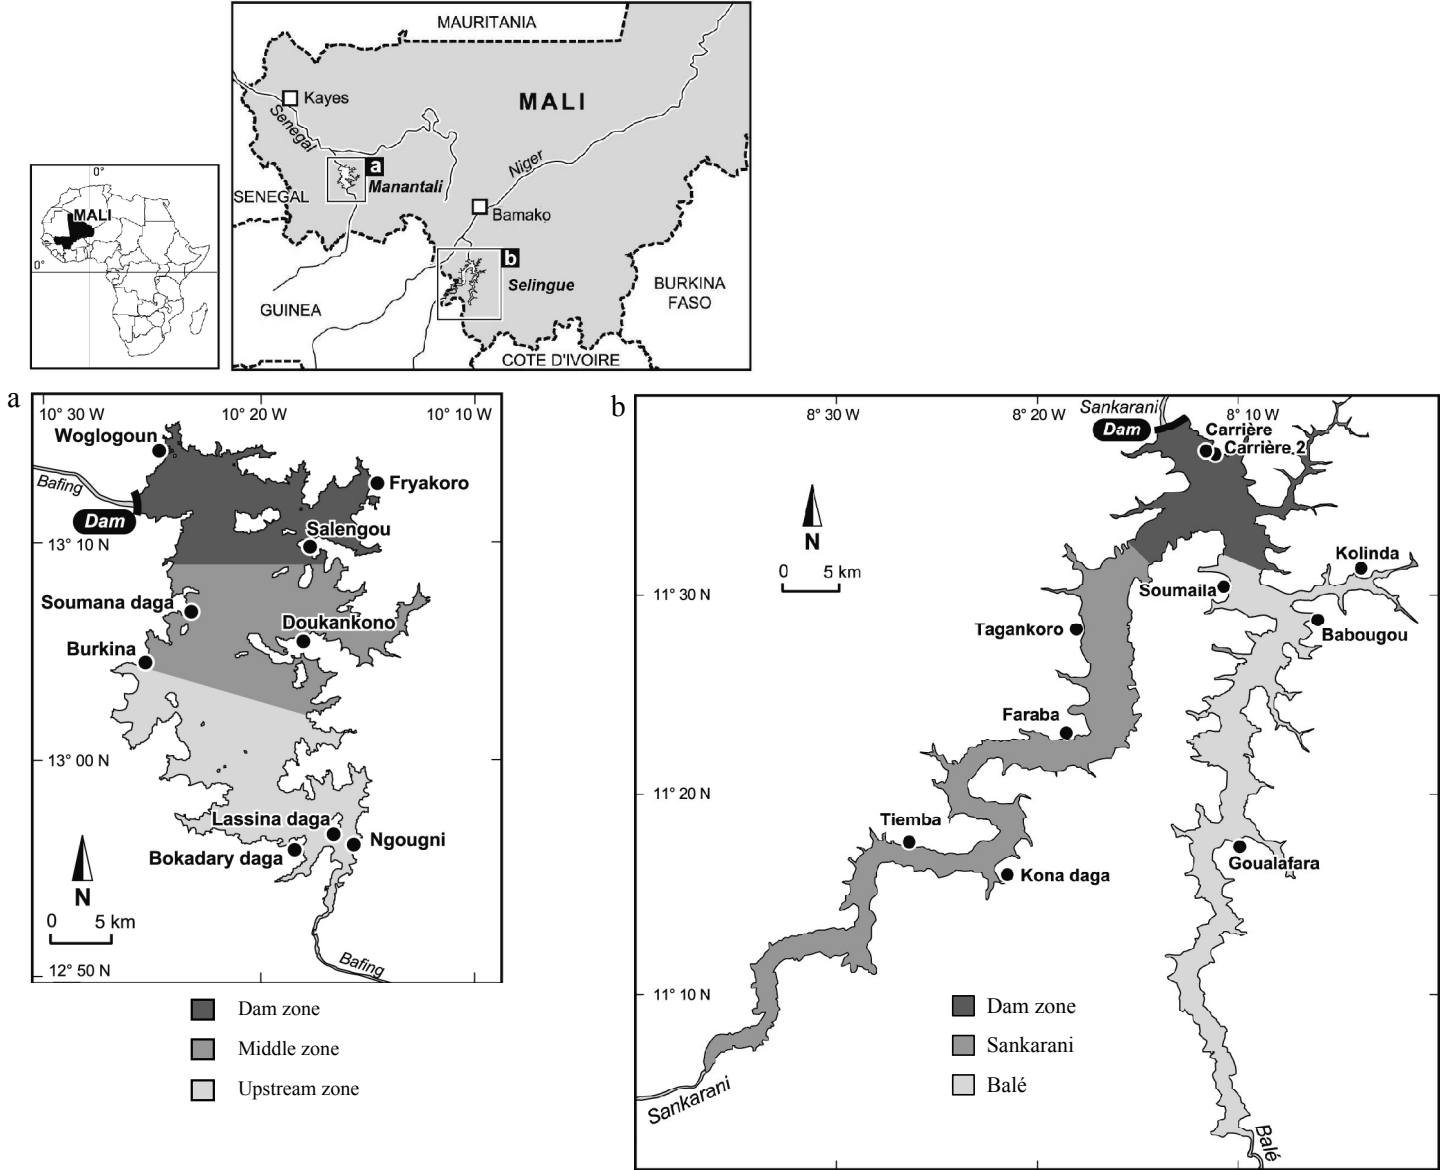 MAURITANIA
MALI
Kayes
Senegal
Niger
a
Manantali
SENEGAL
Bamako
b
Selingue
GUINEA
BURKINA
FASO
COTE D'IVOIRE
0°
MALI
0°
a
10° 30 W
10° 20 W
10° 10 W
Woglogoun
Bafing
Fryakoro
Dam
Salengou
13° 10 N
Soumana daga
Doukankono
Burkina
13° 00 N
Lassina daga
Ngougni
Bokadary daga
N
0 5 km
Bafing
12° 50 N
Dam zone
Middle zone
Upstream zone
b
8° 30 W
8° 20 W
8° 10 W
Sankarani
Dam
Carrière
Carrière 2
N
0 5 km
Kolinda
11° 30 N
Soumaila
Tagankoro
Babougou
Faraba
11° 20 N
Tiemba
Goualafara
Kona daga
11° 10 N
Dam zone
Sankarani
Balé
Sankarani
Balé